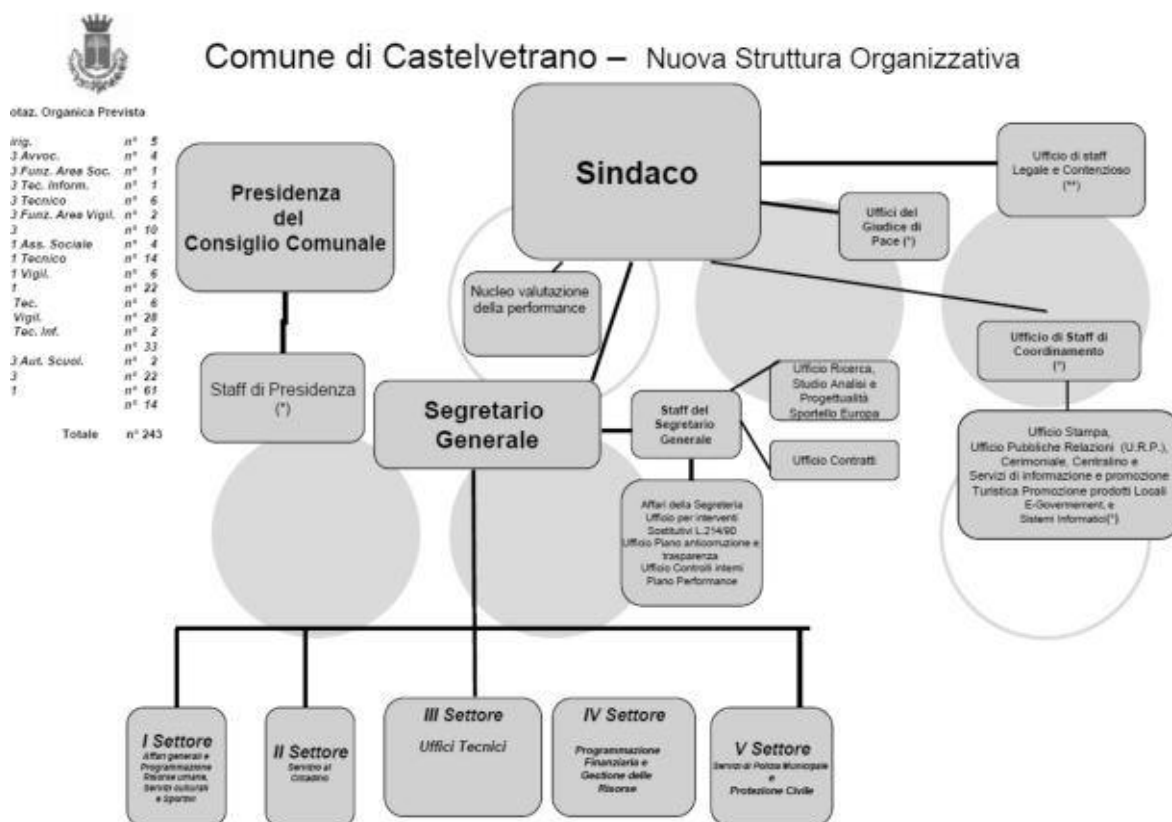 Comune di Castelvetrano – Nuova Struttura Organizzativa
otaz. Organica Prevista
irig. n° 5
3 Avvoc. n° 4
3 Funz. Area Soc. n° 1
3 Tec. Inform. n° 1
3 Tecnico n° 6
3 Funz. Area Vigil. n° 2
3 n° 10
1 Ass. Sociale n° 4
1 Tecnico n° 14
1 Vigil. n° 6
1 n° 22
Tec. n° 6
Vigil. n° 28
Tec. Inf. n° 2
n° 33
3 Aut. Scuol. n° 2
3 n° 22
1 n° 61
n° 14
Totale n° 243
Presidenza
del
Consiglio Comunale
Staff di Presidenza
(*)
Sindaco
Ufficio di staff
Legale e Contenzioso
(**)
Uffici del
Giudice di
Pace (*)
Nucleo valutazione
della performance
Ufficio di Staff di
Coordinamento
(*)
Ufficio Stampa,
Ufficio Pubbliche Relazioni (U.R.P.),
Cerimoniale, Centralino e
Servizi di informazione e promozione
Turistica Promozione prodotti Locali
E-Governement, e
Sistemi Informatici(*)
Segretario
Generale
Staff del
Segretario
Generale
Ufficio Ricerca,
Studio Analisi e
Progettualità
Sportello Europa
Ufficio Contratti
Affari della Segreteria
Ufficio per interventi
Sostitutivi L.214/90
Ufficio Piano anticorruzione e
trasparenza
Ufficio Controlli interni
Piano Performance
I Settore
Affari generali e
Programmazione
Risorse umane,
Servizi culturali
e Sportivi
II Settore
Servizio al
Cittadino
III Settore
Uffici Tecnici
IV Settore
Programmazione
Finanziaria e
Gestione delle
Risorse
V Settore
Servizi di Polizia Municipale
e
Protezione Civile